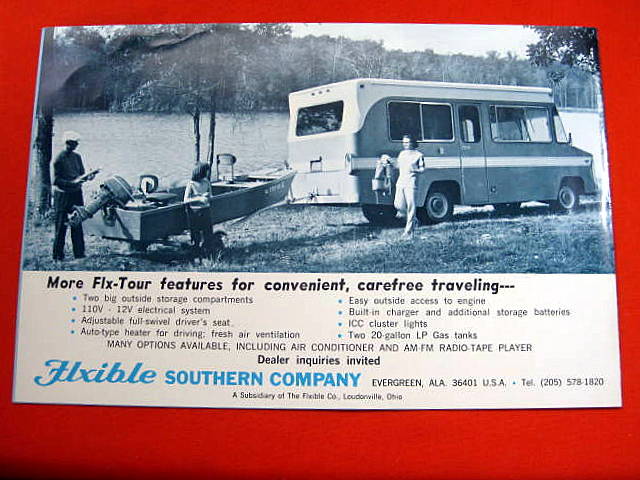 More Flx-Tour features for convenient, carefree traveling---
• Two big outside storage compartments
• 110V - 12V electrical system
• Adjustable full-swivel driver's seat.
• Auto-type heater for driving; fresh air ventilation
• Easy outside access to engine
• Built-in charger and additional storage batteries
• ICC cluster lights
• Two 20-gallon LP Gas tanks
MANY OPTIONS AVAILABLE, INCLUDING AIR CONDITIONER AND AM-FM RADIO-TAPE PLAYER
Dealer inquiries invited
Flxible SOUTHERN COMPANY EVERGREEN, ALA. 36401 U.S.A. • Tel. (205) 578-1820
A Subsidiary of The Flxible Co., Loudonville, Ohio